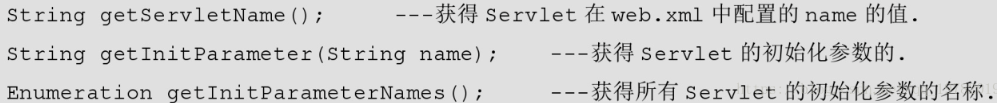 String getServletName(); ---获得 Servlet 在 web.xml 中配置的 name 的值.
String getInitParameter(String name); ---获得 Servlet 的初始化参数的.
Enumeration getInitParameterNames(); ---获得所有 Servlet 的初始化参数的名称.